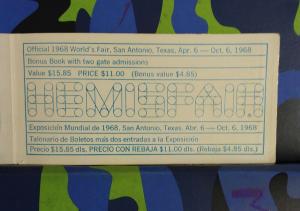 Official 1968 World's Fair, San Antonio, Texas, Apr. 6 — Oct. 6, 1968
Bonus Book with two gate admissions
Value $15.85 PRICE $11.00 (Bonus value $4.85)
HEMISFAIR
Exposición Mundial de 1968, San Antonio, Texas, Abr. 6 — Oct. 6, 1968
Talonario de Boletos más dos entradas a la Exposición
Precio $15.85 dls. PRECIO CON REBAJA $11.00 dls. (Rebaja $4.85 dls.)